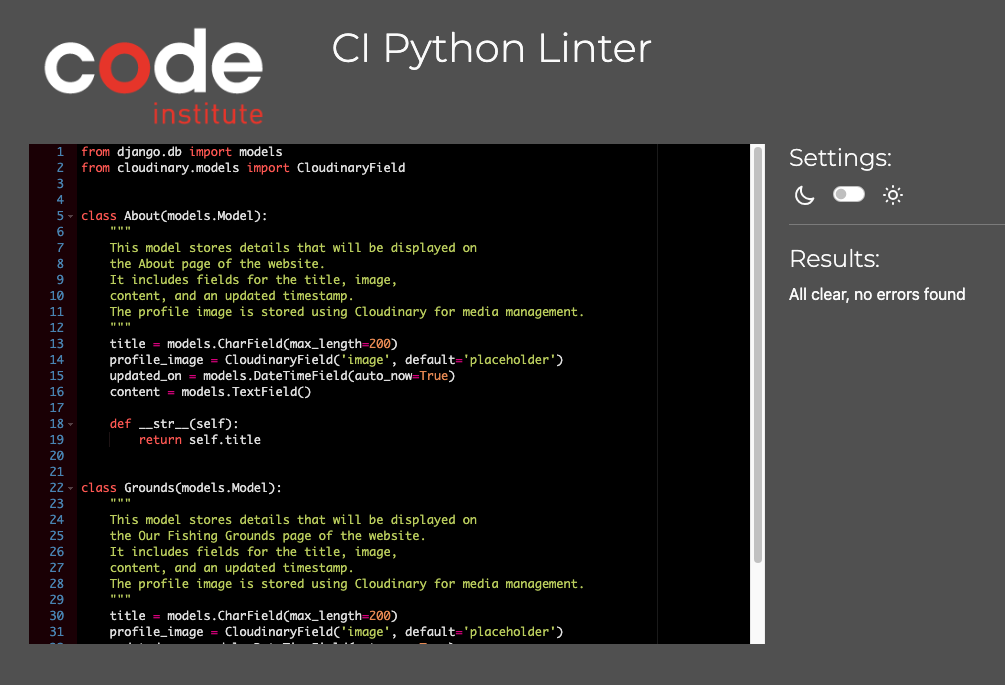 code
institute
CI Python Linter
1 from django.db import models
2 from cloudinary.models import CloudinaryField
3
4
5 class About(models.Model):
6     """
7     This model stores details that will be displayed on
8     the About page of the website.
9     It includes fields for the title, image,
10     content, and an updated timestamp.
11     The profile image is stored using Cloudinary for media management.
12     """
13     title = models.CharField(max_length=200)
14     profile_image = CloudinaryField('image', default='placeholder')
15     updated_on = models.DateTimeField(auto_now=True)
16     content = models.TextField()
17
18     def __str__(self):
19         return self.title
20
21
22 class Grounds(models.Model):
23     """
24     This model stores details that will be displayed on
25     the Our Fishing Grounds page of the website.
26     It includes fields for the title, image,
27     content, and an updated timestamp.
28     The profile image is stored using Cloudinary for media management.
29     """
30     title = models.CharField(max_length=200)
31     profile_image = CloudinaryField('image', default='placeholder')
Settings:
Results:
All clear, no errors found